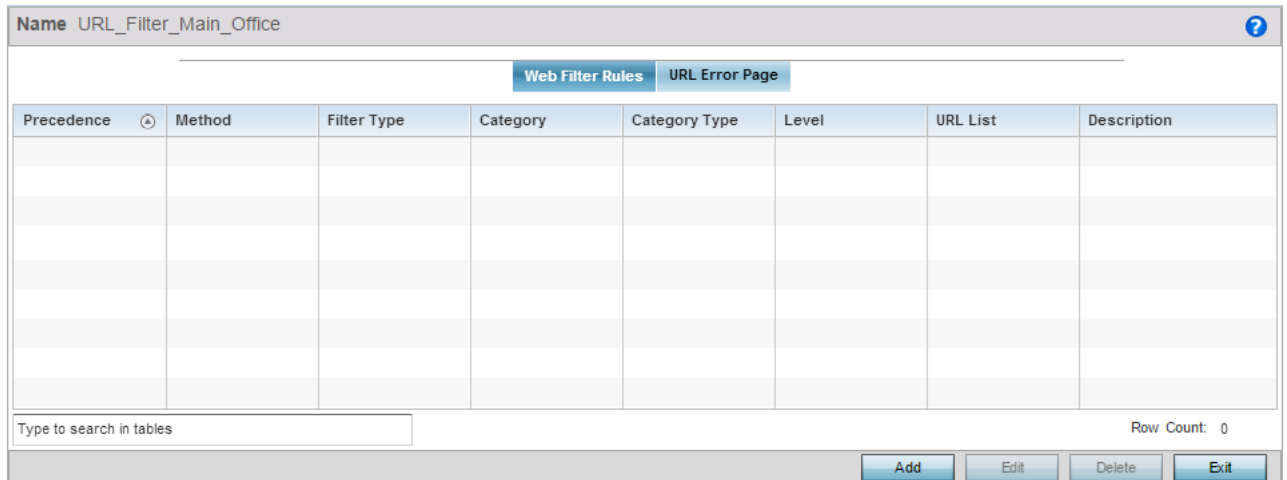 Name URL_Filter_Main_Office ?
Web Filter Rules URL Error Page
Precedence Method Filter Type Category Category Type Level URL List Description
Type to search in tables Row Count: 0
Add Edit Delete Exit